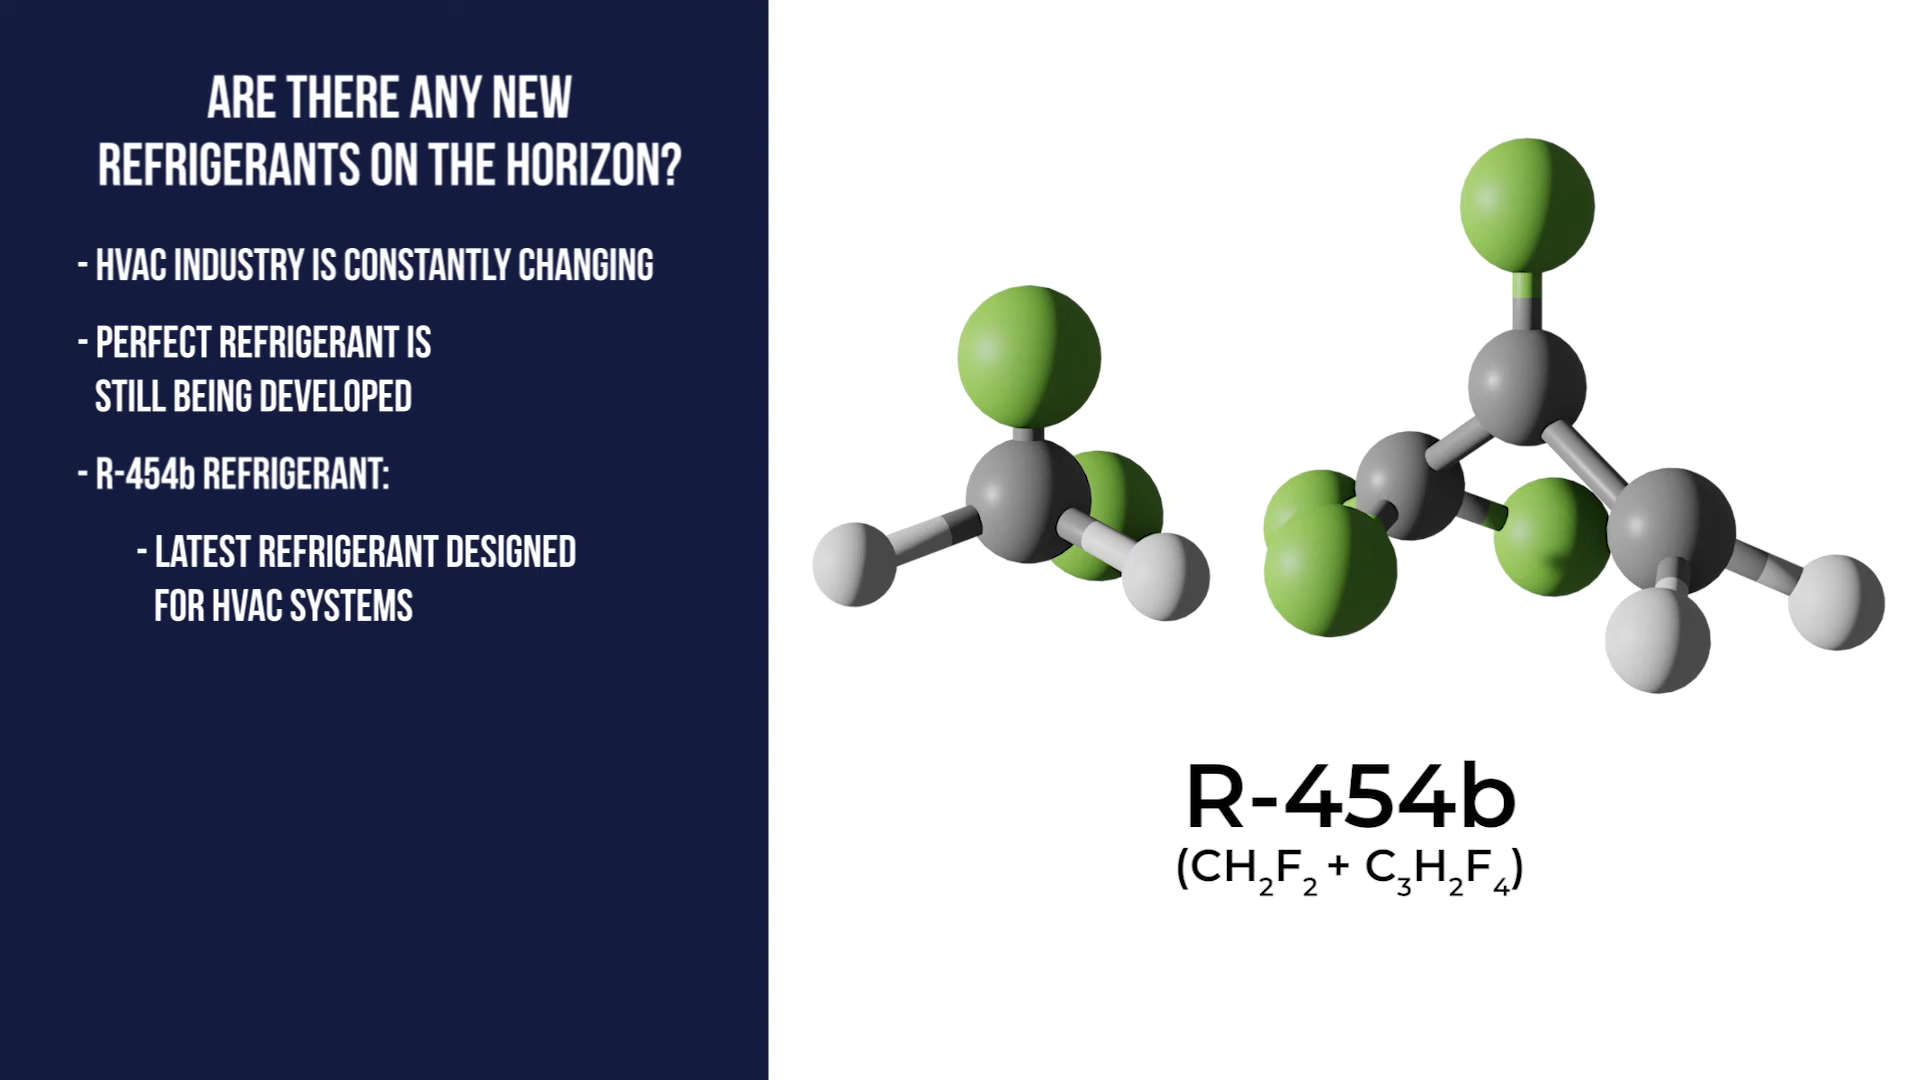 ARE THERE ANY NEW
REFRIGERANTS ON THE HORIZON?
- HVAC INDUSTRY IS CONSTANTLY CHANGING
- PERFECT REFRIGERANT IS
STILL BEING DEVELOPED
- R-454b REFRIGERANT:
- LATEST REFRIGERANT DESIGNED
FOR HVAC SYSTEMS
R-454b
(CH₂F₂ + C₃H₂F₄)